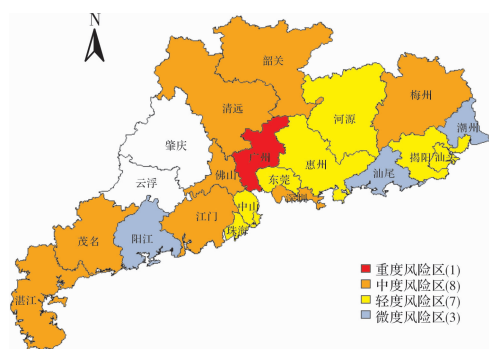 N
韶关
清远
河源
梅州
潮州
肇庆
广州
惠州
揭阳
汕
汕尾
佛山
东莞
云浮
深圳
江门
中山
珠海
茂名
阳江
湛江
重度风险区(1)
中度风险区(8)
轻度风险区(7)
微度风险区(3)